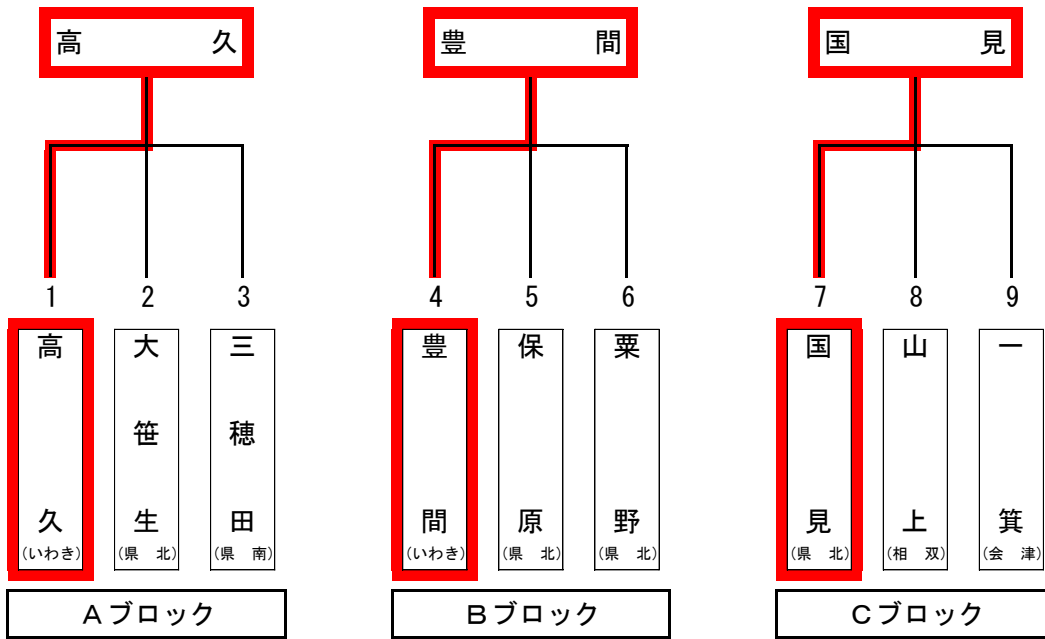 高久
豊間
国見
1 2 3
4 5 6
7 8 9
高久
(いわき)
大笹生
(県 北)
三穂田
(県 南)
豊間
(いわき)
保原
(県 北)
粟野
(県 北)
国見
(県 北)
山上
(相 双)
一箕
(会 津)
Aブロック
Bブロック
Cブロック